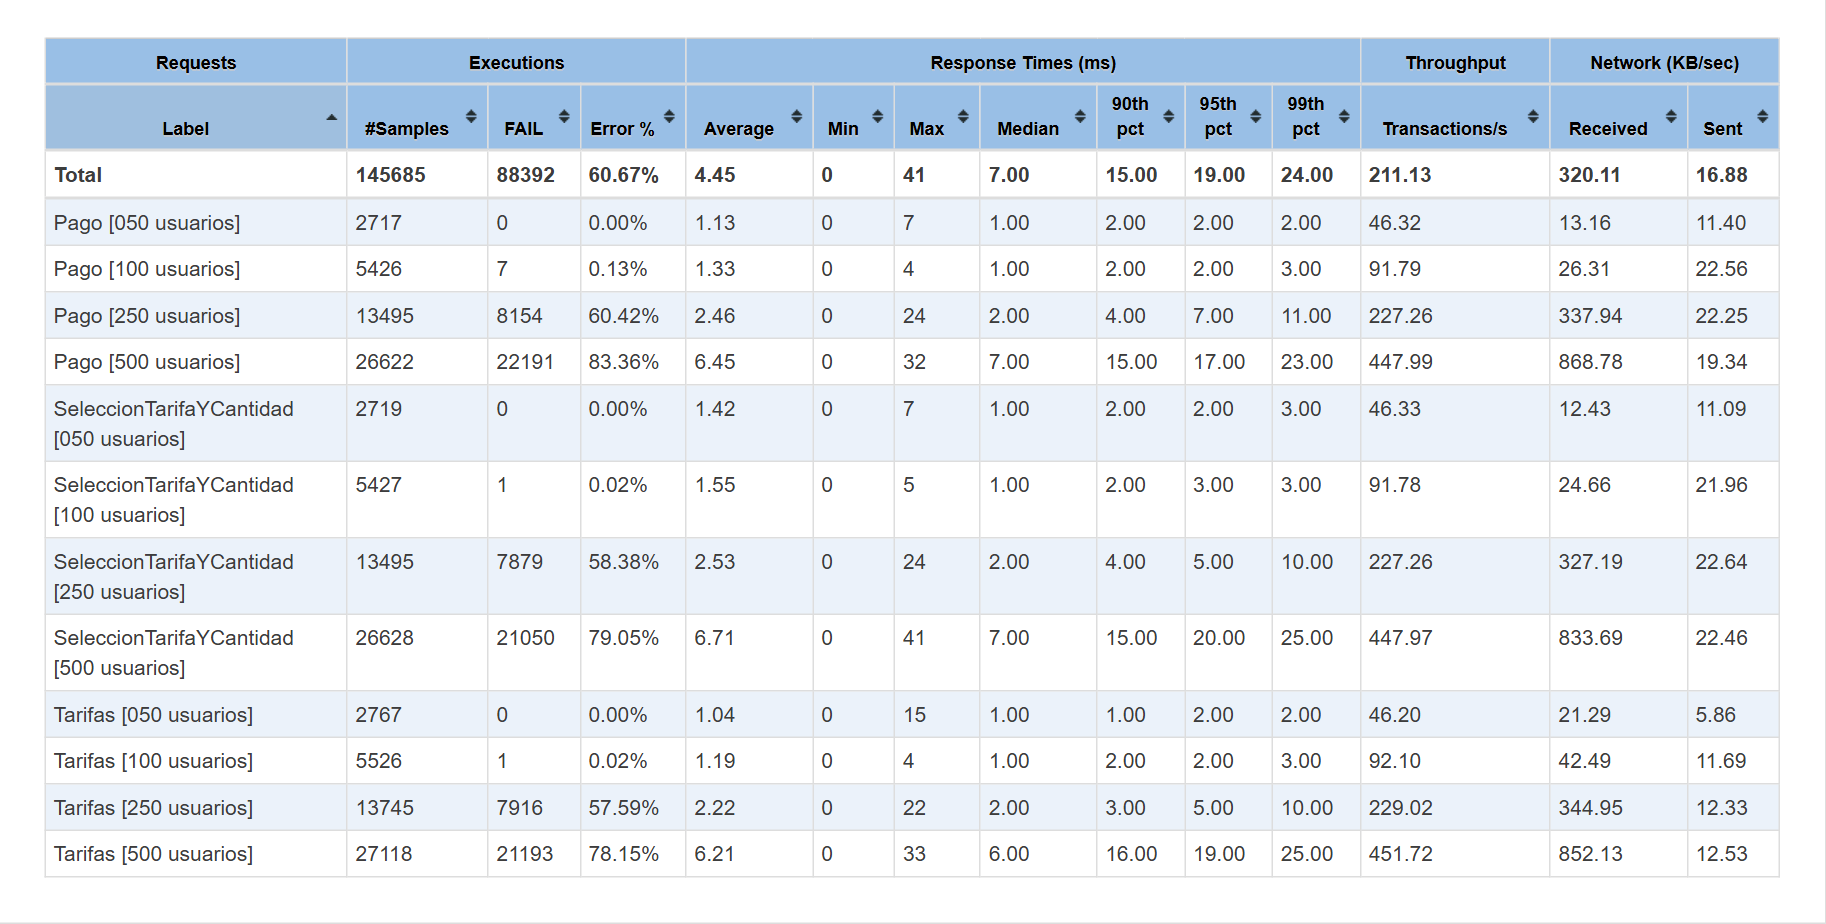 Requests Executions Response Times (ms) Throughput Network (KB/sec)
Label #Samples FAIL Error % Average Min Max Median 90th pct 95th pct 99th pct Transactions/s Received Sent
Total 145685 88392 60.67% 4.45 0 41 7.00 15.00 19.00 24.00 211.13 320.11 16.88
Pago [050 usuarios] 2717 0 0.00% 1.13 0 7 1.00 2.00 2.00 2.00 46.32 13.16 11.40
Pago [100 usuarios] 5426 7 0.13% 1.33 0 4 1.00 2.00 2.00 3.00 91.79 26.31 22.56
Pago [250 usuarios] 13495 8154 60.42% 2.46 0 24 2.00 4.00 7.00 11.00 227.26 337.94 22.25
Pago [500 usuarios] 26622 22191 83.36% 6.45 0 32 7.00 15.00 17.00 23.00 447.99 868.78 19.34
SeleccionTarifaYCantidad 2719 0 0.00% 1.42 0 7 1.00 2.00 2.00 3.00 46.33 12.43 11.09
[050 usuarios]
SeleccionTarifaYCantidad 5427 1 0.02% 1.55 0 5 1.00 2.00 3.00 3.00 91.78 24.66 21.96
[100 usuarios]
SeleccionTarifaYCantidad 13495 7879 58.38% 2.53 0 24 2.00 4.00 5.00 10.00 227.26 327.19 22.64
[250 usuarios]
SeleccionTarifaYCantidad 26628 21050 79.05% 6.71 0 41 7.00 15.00 20.00 25.00 447.97 833.69 22.46
[500 usuarios]
Tarifas [050 usuarios] 2767 0 0.00% 1.04 0 15 1.00 1.00 2.00 2.00 46.20 21.29 5.86
Tarifas [100 usuarios] 5526 1 0.02% 1.19 0 4 1.00 2.00 2.00 3.00 92.10 42.49 11.69
Tarifas [250 usuarios] 13745 7916 57.59% 2.22 0 22 2.00 3.00 5.00 10.00 229.02 344.95 12.33
Tarifas [500 usuarios] 27118 21193 78.15% 6.21 0 33 6.00 16.00 19.00 25.00 451.72 852.13 12.53